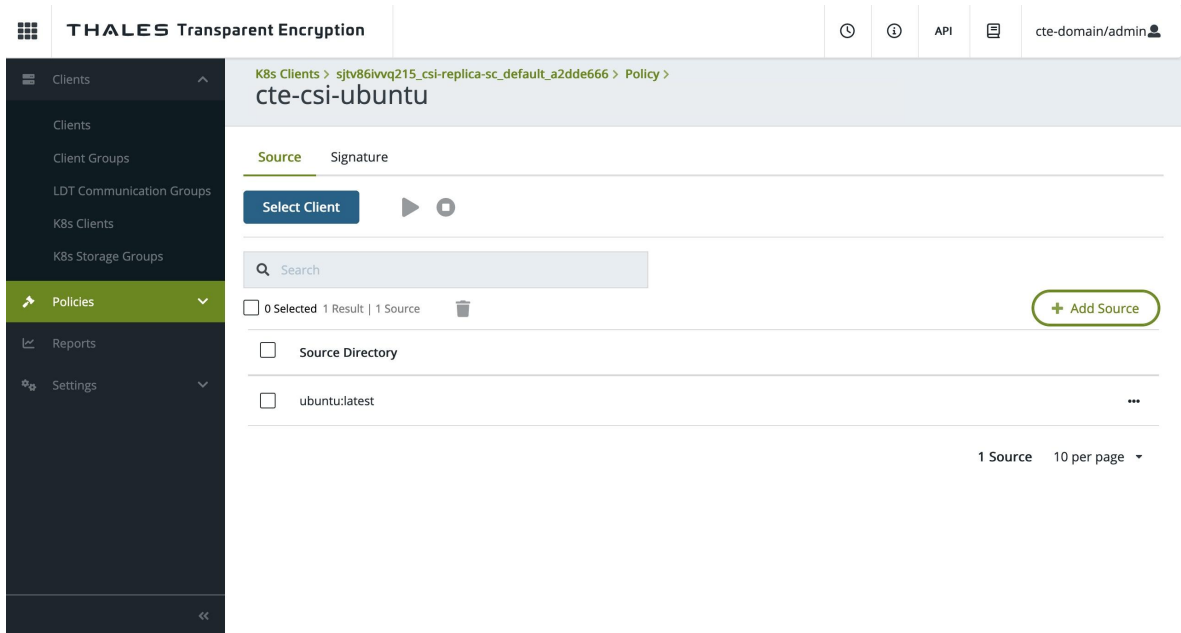 THALES Transparent Encryption
API
cte-domain/admin
Clients
Clients
Client Groups
LDT Communication Groups
K8s Clients
K8s Storage Groups
Policies
Reports
Settings
K8s Clients > sjtv86ivvq215_csi-replica-sc_default_a2dde666 > Policy >
cte-csi-ubuntu
Source Signature
Select Client
Search
0 Selected 1 Result | 1 Source
+ Add Source
Source Directory
ubuntu:latest
1 Source 10 per page